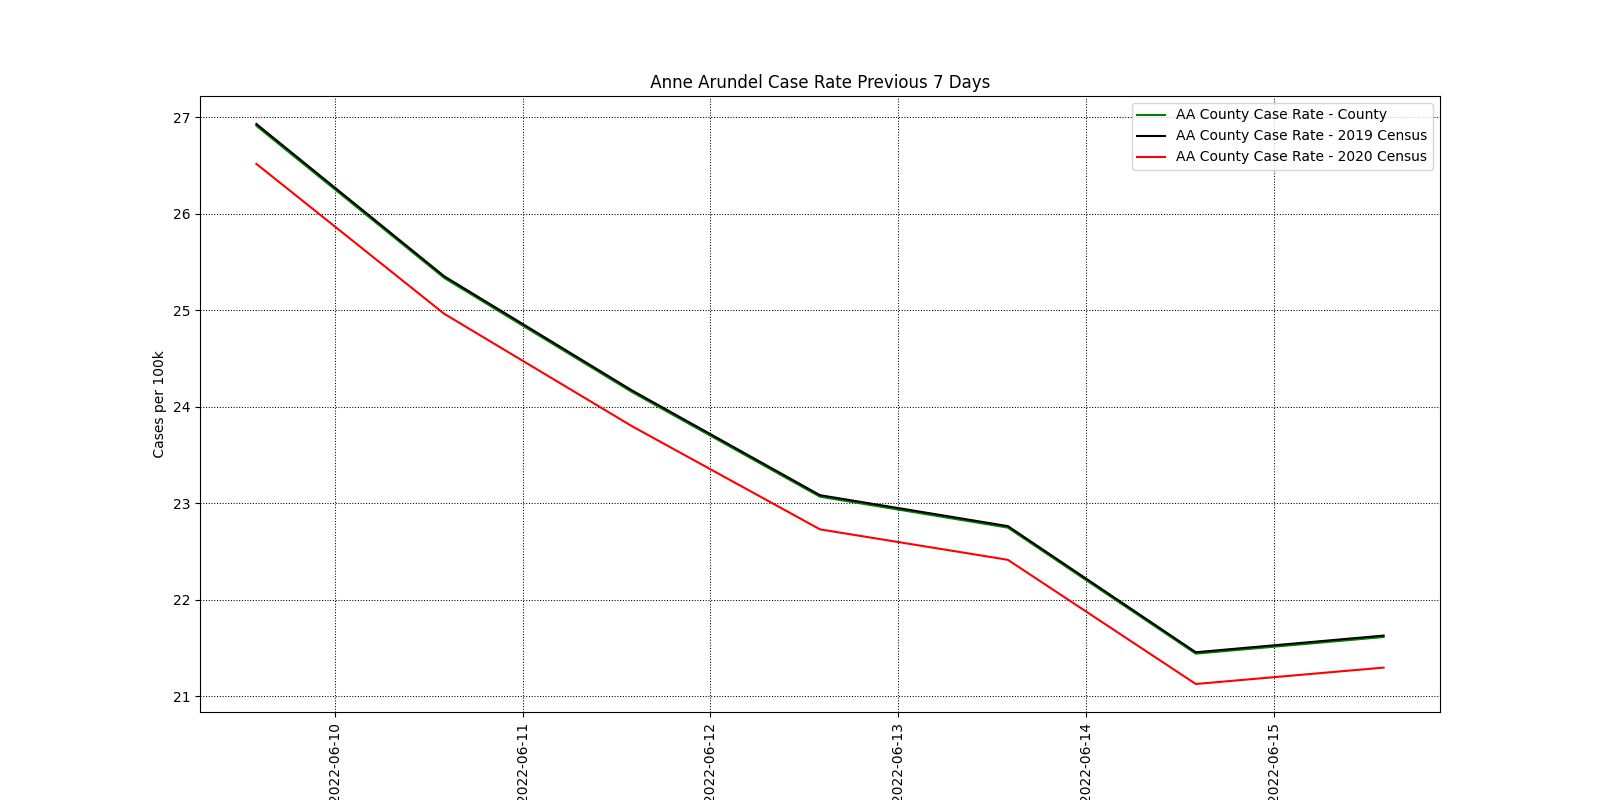 Anne Arundel Case Rate Previous 7 Days
AA County Case Rate - County
AA County Case Rate - 2019 Census
AA County Case Rate - 2020 Census
Cases per 100k
27
26
25
24
23
22
21
2022-06-10
2022-06-11
2022-06-12
2022-06-13
2022-06-14
2022-06-15